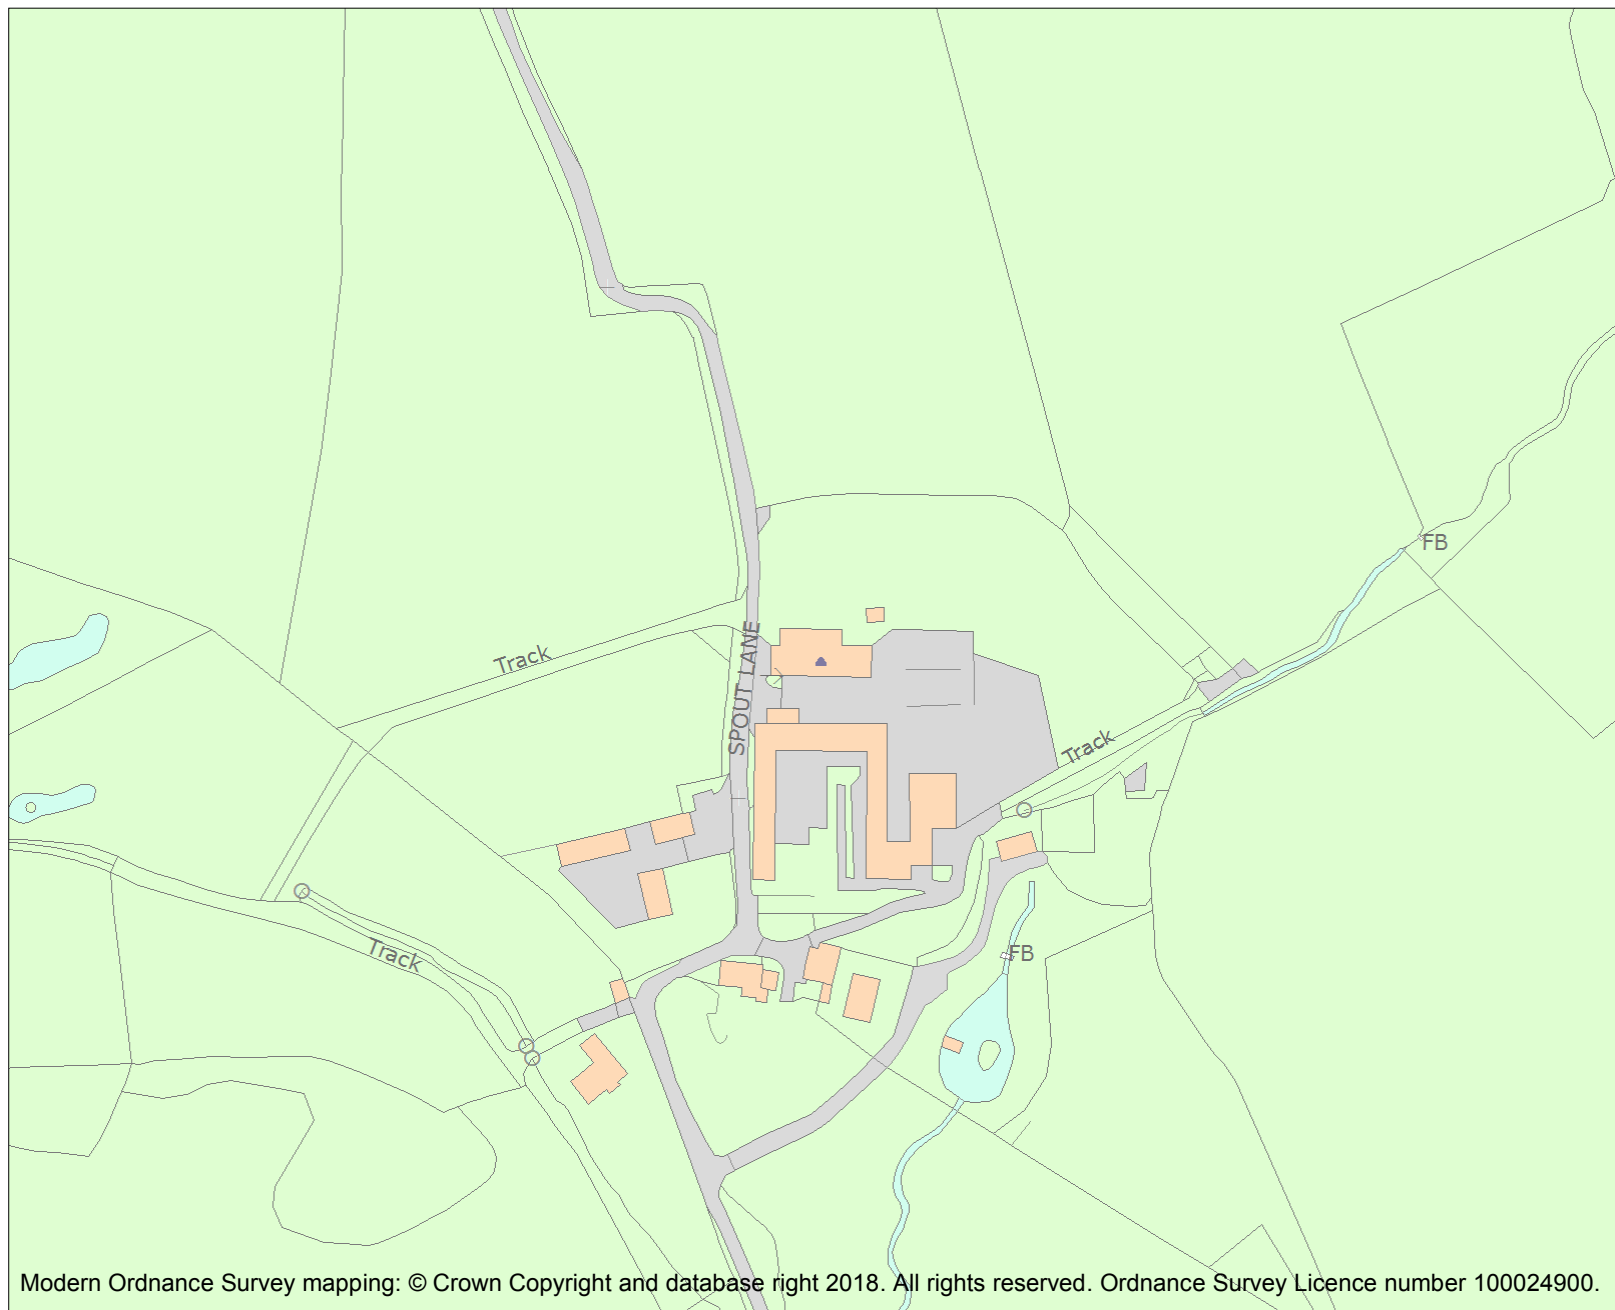 FB
SPOUT LANE
Track
Track
Track
FB
Modern Ordnance Survey mapping: © Crown Copyright and database right 2018. All rights reserved. Ordnance Survey Licence number 100024900.